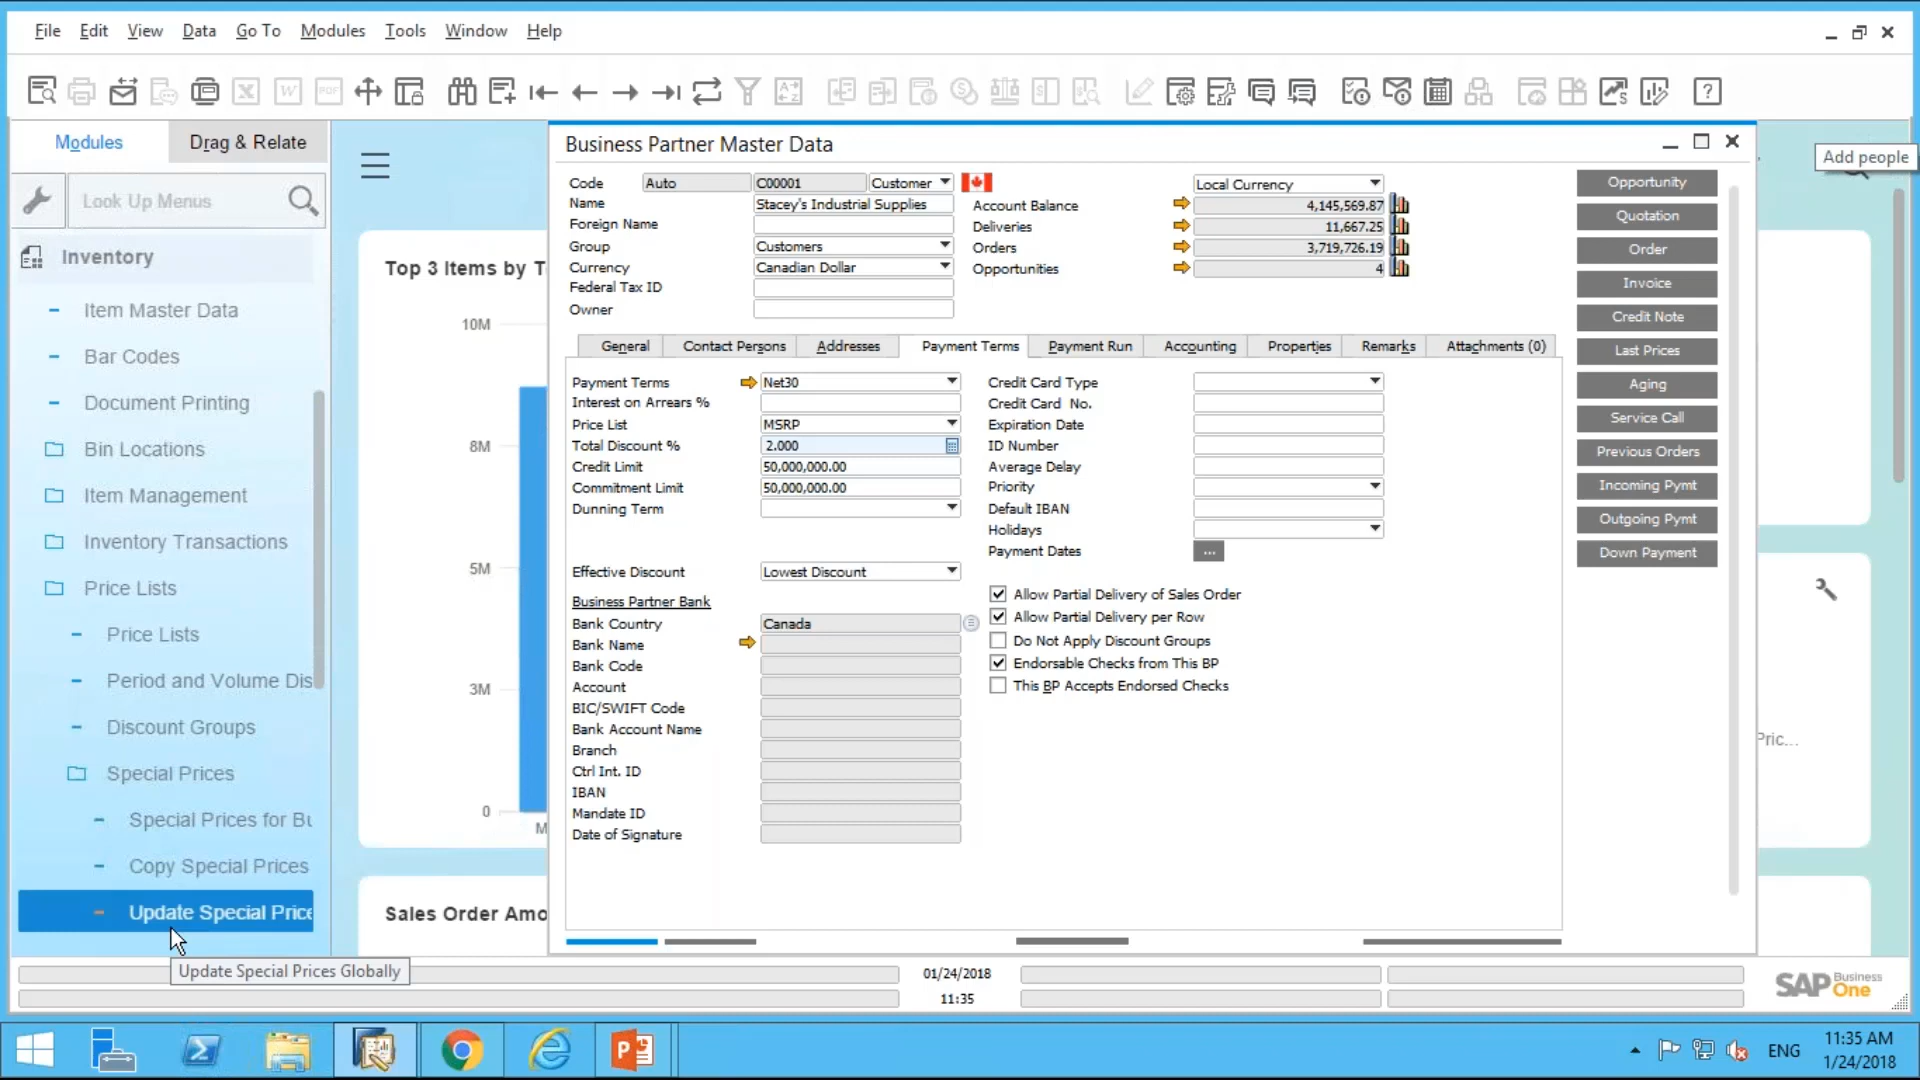 File Edit View Data Go To Modules Tools Window Help
Modules Drag & Relate
Look Up Menus
Inventory
Item Master Data
Bar Codes
Document Printing
Bin Locations
Item Management
Inventory Transactions
Price Lists
Price Lists
Period and Volume Dis
Discount Groups
Special Prices
Special Prices for Bu
Copy Special Prices
Update Special Price
Update Special Prices Globally
Top 3 Items by T
10M
8M
5M
3M
0
M
Sales Order Amo
Business Partner Master Data
Code Auto C00001 Customer
Name Stacey's Industrial Supplies
Foreign Name
Group Customers
Currency Canadian Dollar
Federal Tax ID
Owner
Local Currency
Account Balance 4,145,569.87
Deliveries 11,667.25
Orders 3,719,726.19
Opportunities 4
General Contact Persons Addresses Payment Terms Payment Run Accounting Properties Remarks Attachments (0)
Payment Terms Net30
Interest on Arrears %
Price List MSRP
Total Discount % 2.000
Credit Limit 50,000,000.00
Commitment Limit 50,000,000.00
Dunning Term
Effective Discount Lowest Discount
Business Partner Bank
Bank Country Canada
Bank Name
Bank Code
Account
BIC/SWIFT Code
Bank Account Name
Branch
Ctrl Int. ID
IBAN
Mandate ID
Date of Signature
Credit Card Type
Credit Card No.
Expiration Date
ID Number
Average Delay
Priority
Default IBAN
Holidays
Payment Dates ...
Allow Partial Delivery of Sales Order
Allow Partial Delivery per Row
Do Not Apply Discount Groups
Endorsable Checks from This BP
This BP Accepts Endorsed Checks
Opportunity
Quotation
Order
Invoice
Credit Note
Last Prices
Aging
Service Call
Previous Orders
Incoming Pymt
Outgoing Pymt
Down Payment
Add people
Pric...
01/24/2018
11:35
SAP Business One
ENG
11:35 AM
1/24/2018